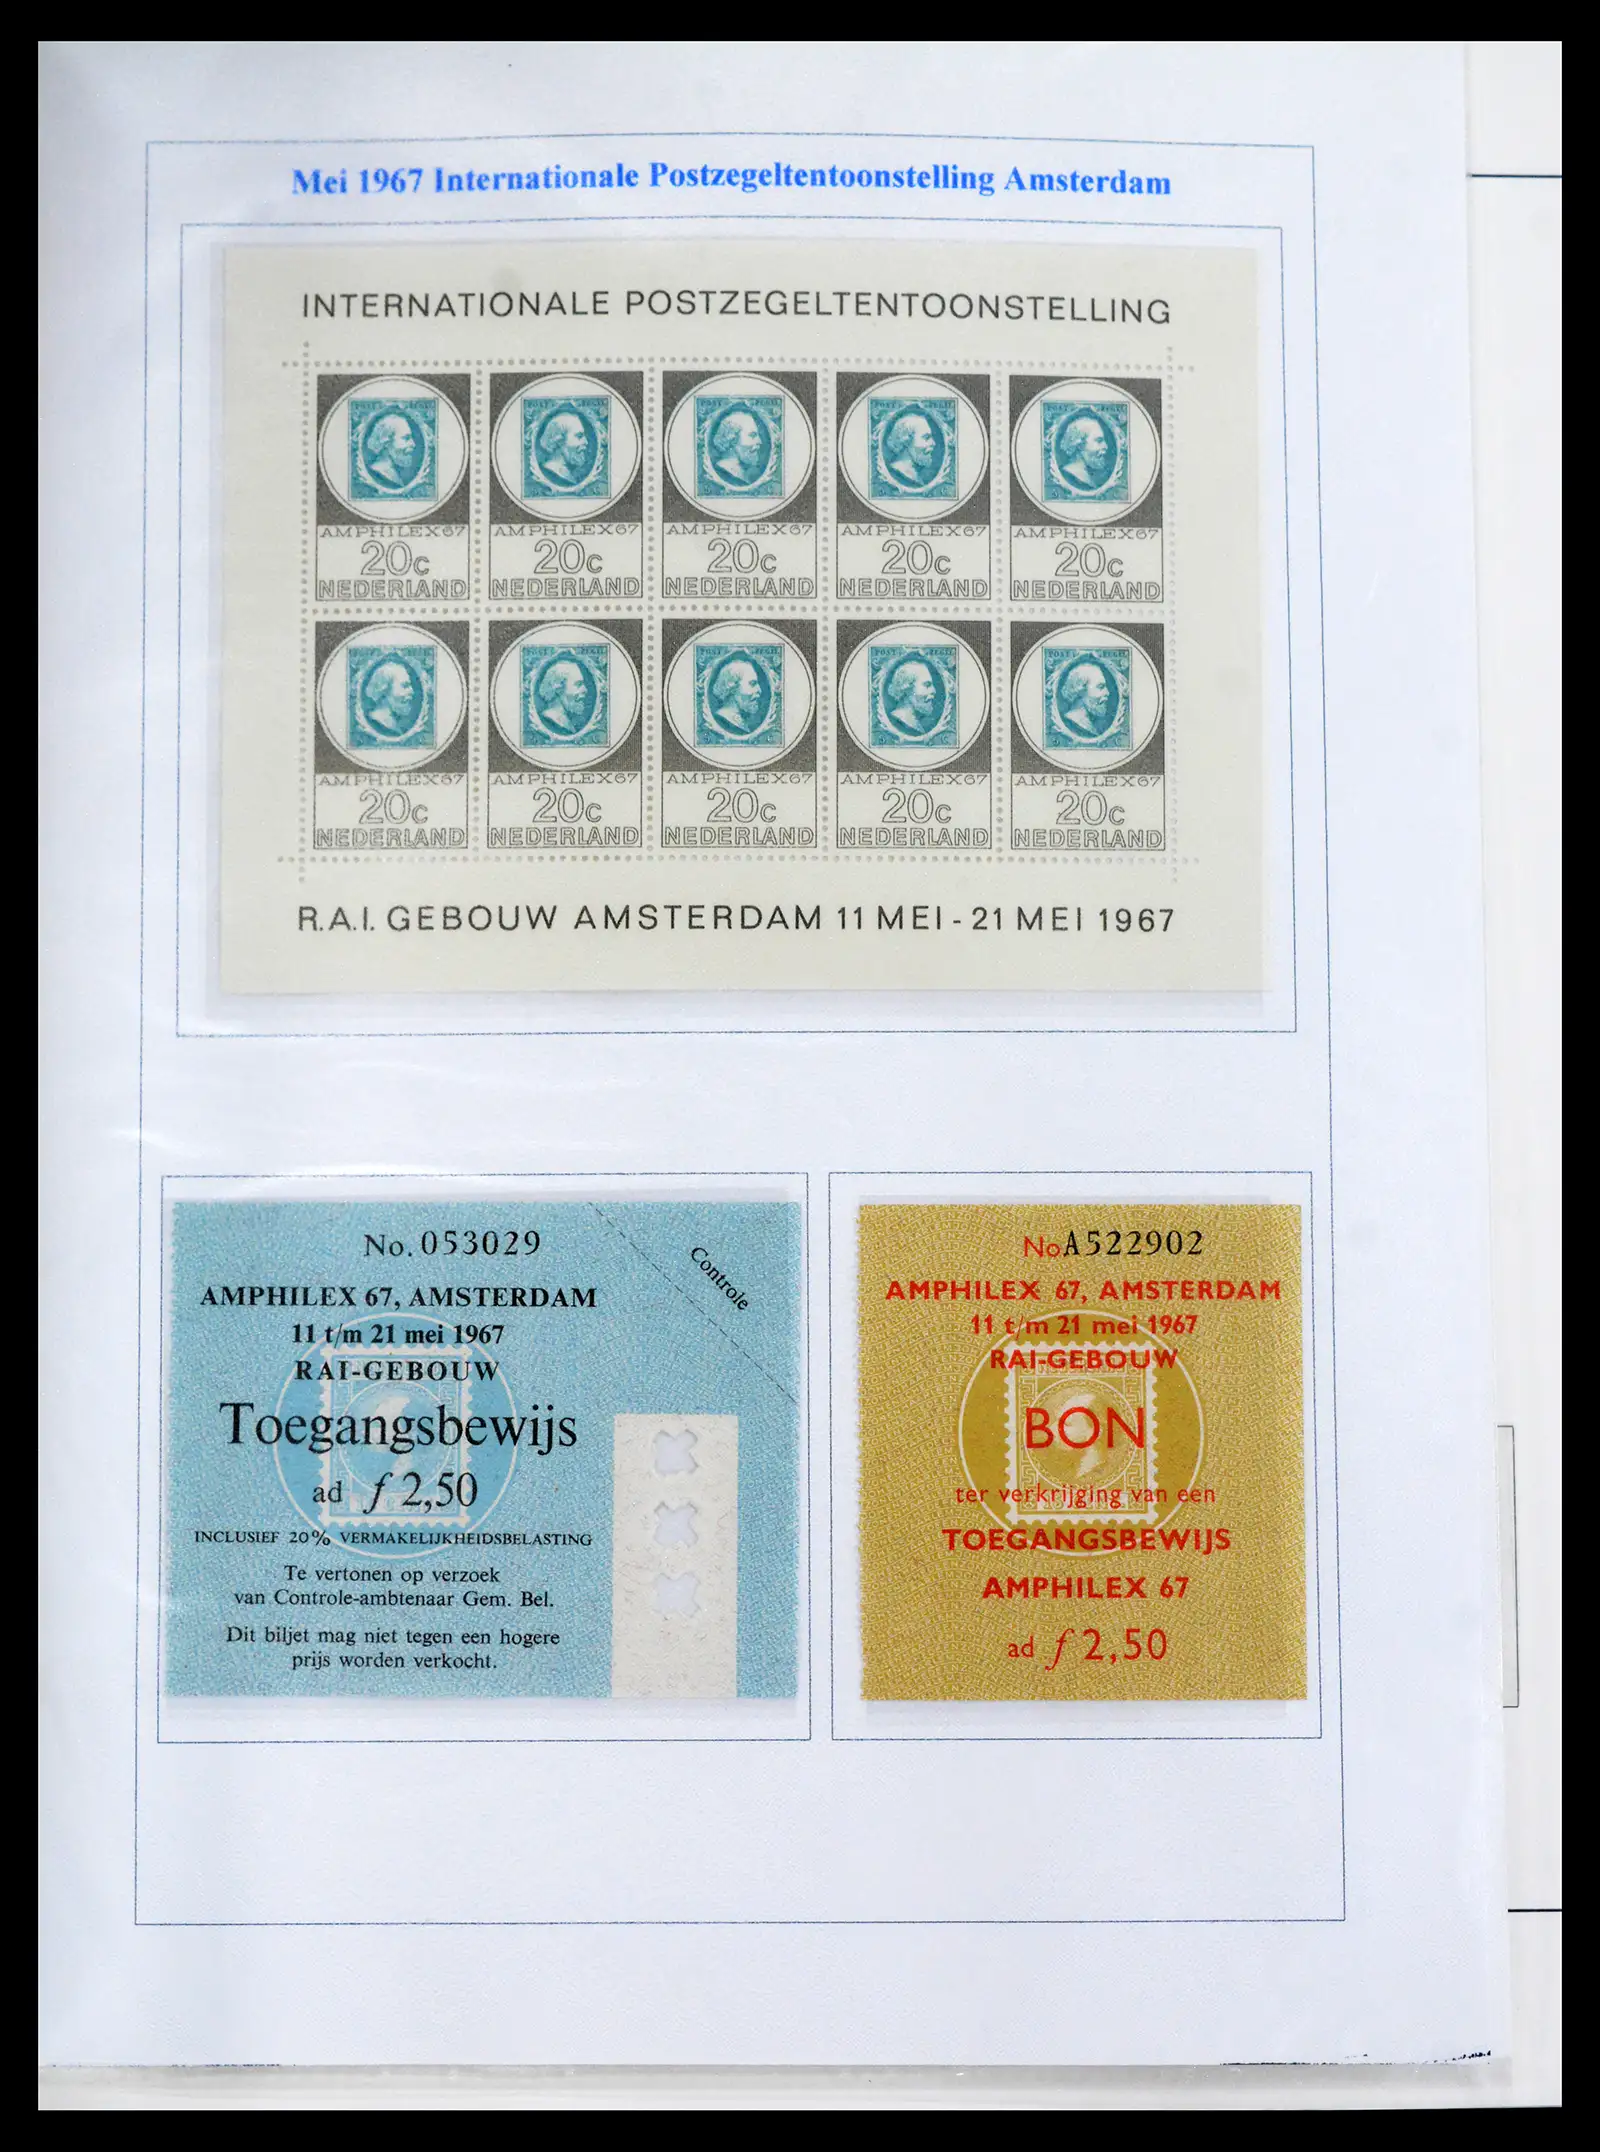 Mei 1967 Internationale Postzegeltentoonstelling Amsterdam
INTERNATIONALE POSTZEGELTENTOONSTELLING
AMPHILEX67 AMPHILEX67 AMPHILEX67 AMPHILEX67 AMPHILEX67
20c 20c 20c 20c 20c
NEDERLAND NEDERLAND NEDERLAND NEDERLAND NEDERLAND
AMPHILEX67 AMPHILEX67 AMPHILEX67 AMPHILEX67 AMPHILEX67
20c 20c 20c 20c 20c
NEDERLAND NEDERLAND NEDERLAND NEDERLAND NEDERLAND
R.A.I. GEBOUW AMSTERDAM 11 MEI - 21 MEI 1967
No. 053029
Controle
AMPHILEX 67, AMSTERDAM
11 t/m 21 mei 1967
RAI-GEBOUW
Toegangsbewijs
ad ƒ 2,50
INCLUSIEF 20% VERMAKELIJKHEIDSBELASTING
Te vertonen op verzoek
van Controle-ambtenaar Gem. Bel.
Dit biljet mag niet tegen een hogere
prijs worden verkocht.
No A522902
AMPHILEX 67, AMSTERDAM
11 t/m 21 mei 1967
RAI-GEBOUW
BON
ter verkrijging van een
TOEGANGSBEWIJS
AMPHILEX 67
ad ƒ 2,50